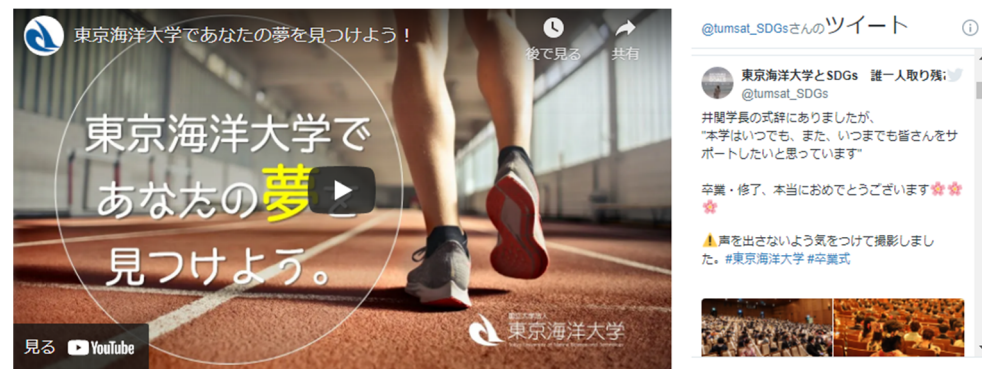 東京海洋大学であなたの夢を見つけよう！
後で見る
共有
東京海洋大学で
あなたの夢を
見つけよう。
東京海洋大学
見る YouTube
@tumsat_SDGsさんのツイート
東京海洋大学とSDGs 誰一人取り残
@tumsat_SDGs
井関学長の式辞にありましたが、
"本学はいつでも、また、いつまでも皆さんをサ
ポートしたいと思っています"
卒業・修了、本当におめでとうございます🌸🌸
🌸
⚠️声を出さないよう気をつけて撮影しまし
た。#東京海洋大学 #卒業式